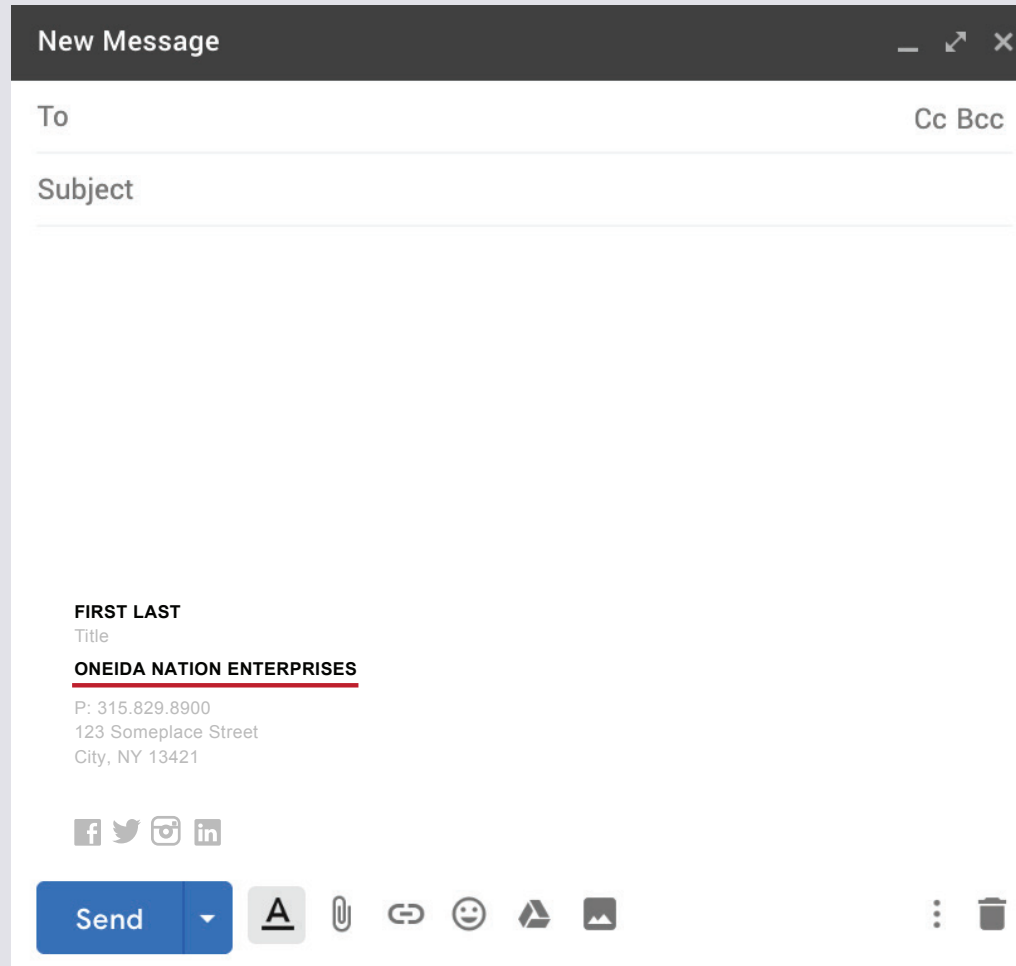 New Message
To
Cc Bcc
Subject
FIRST LAST
Title
ONEIDA NATION ENTERPRISES
P: 315.829.8900
123 Someplace Street
City, NY 13421
Send